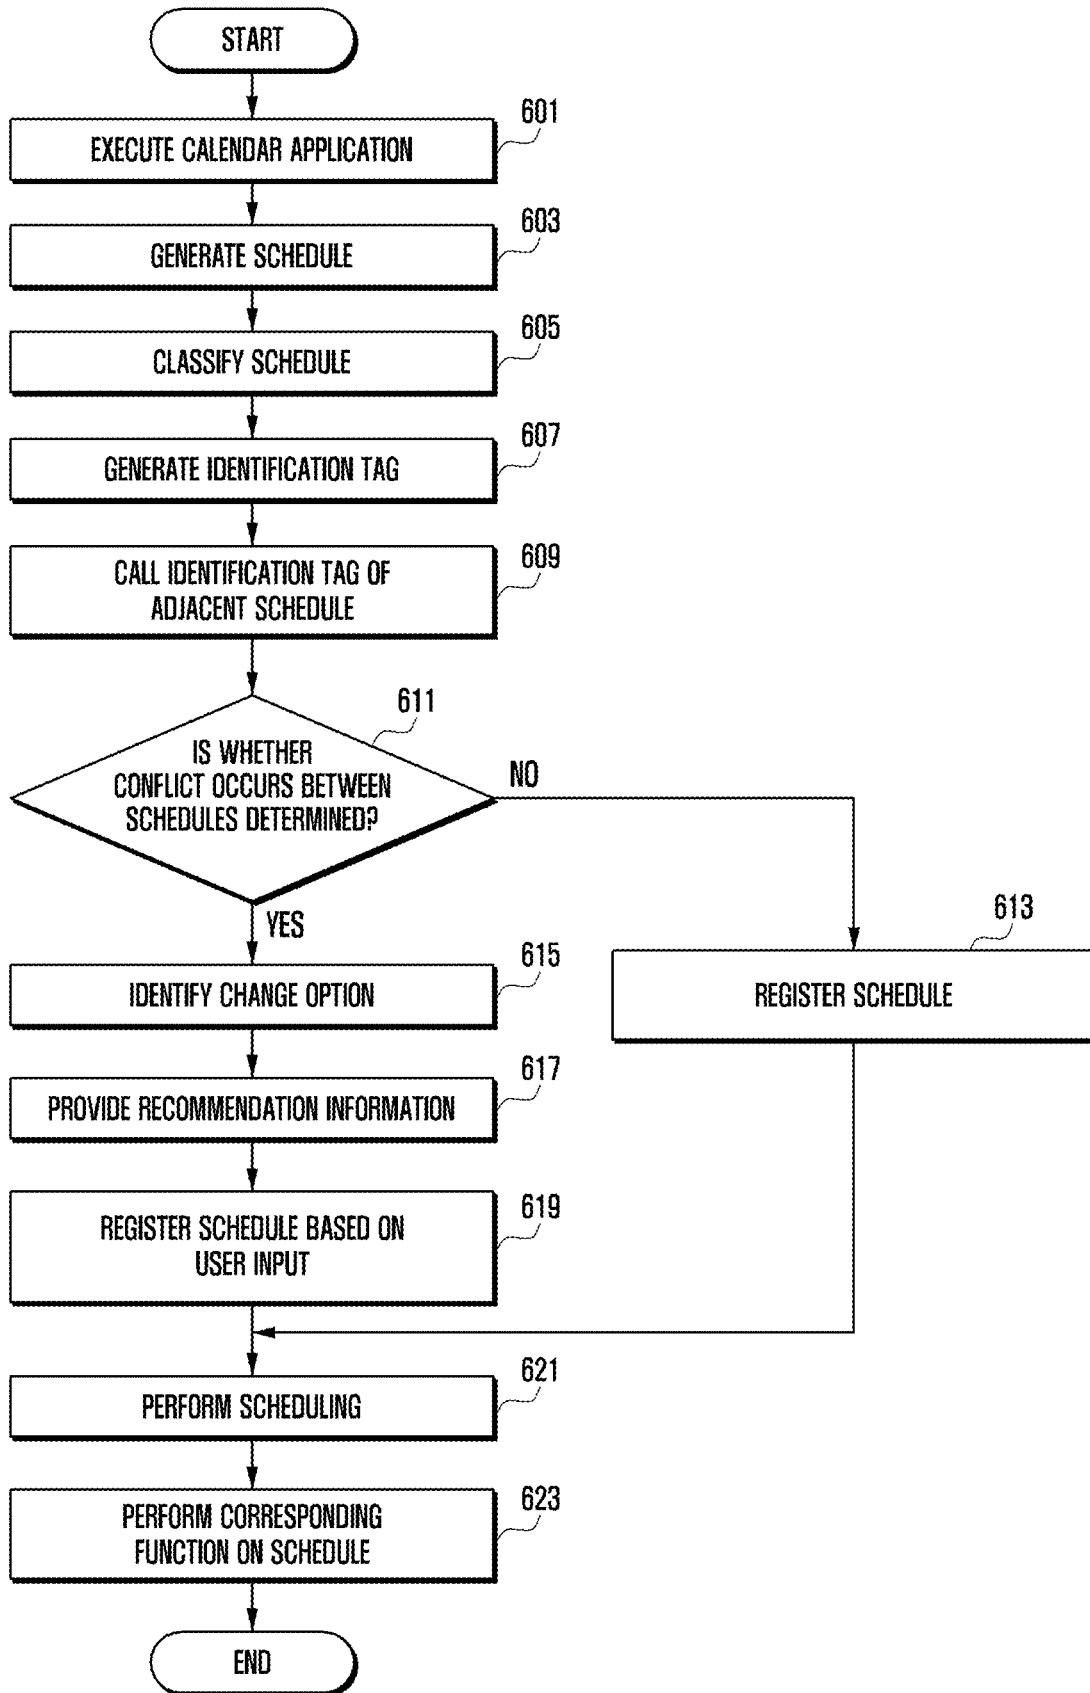 START
601
EXECUTE CALENDAR APPLICATION
603
GENERATE SCHEDULE
605
CLASSIFY SCHEDULE
607
GENERATE IDENTIFICATION TAG
609
CALL IDENTIFICATION TAG OF
ADJACENT SCHEDULE
611
IS WHETHER
CONFLICT OCCURS BETWEEN
SCHEDULES DETERMINED?
NO
YES
613
REGISTER SCHEDULE
615
IDENTIFY CHANGE OPTION
617
PROVIDE RECOMMENDATION INFORMATION
619
REGISTER SCHEDULE BASED ON
USER INPUT
621
PERFORM SCHEDULING
623
PERFORM CORRESPONDING
FUNCTION ON SCHEDULE
END